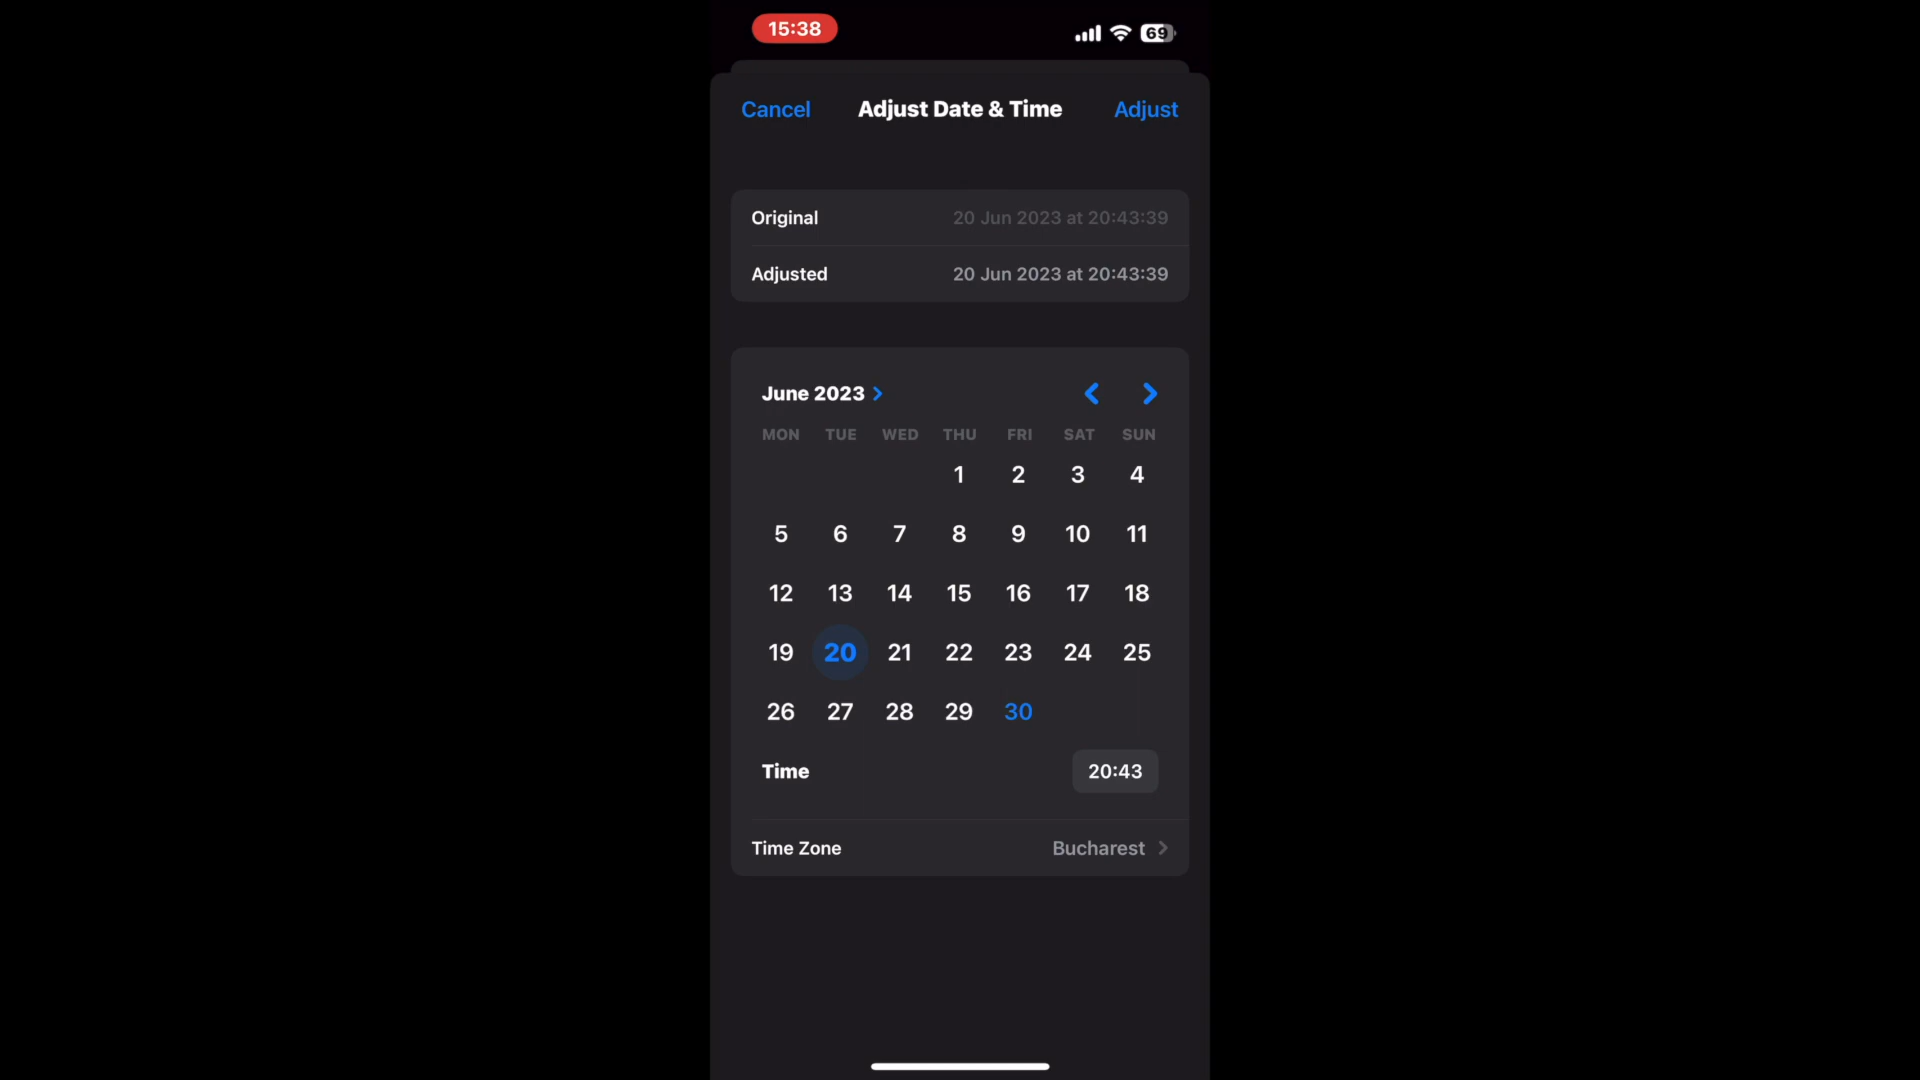 15:38 69
Cancel Adjust Date & Time Adjust
Original 20 Jun 2023 at 20:43:39
Adjusted 20 Jun 2023 at 20:43:39
June 2023
MON TUE WED THU FRI SAT SUN
1 2 3 4
5 6 7 8 9 10 11
12 13 14 15 16 17 18
19 20 21 22 23 24 25
26 27 28 29 30
Time 20:43
Time Zone Bucharest